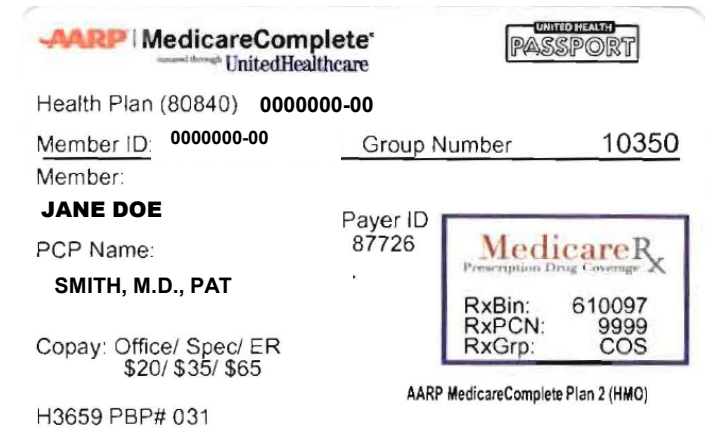 AARP | MedicareComplete
insured through UnitedHealthcare
UNITED HEALTH
PASSPORT
Health Plan (80840) 0000000-00
Member ID: 0000000-00 Group Number 10350
Member:
JANE DOE
Payer ID
87726
PCP Name:
SMITH, M.D., PAT
MedicareRx
Prescription Drug Coverage
RxBin: 610097
RxPCN: 9999
RxGrp: COS
Copay: Office/ Spec/ ER
$20/ $35/ $65
AARP MedicareComplete Plan 2 (HMO)
H3659 PBP# 031